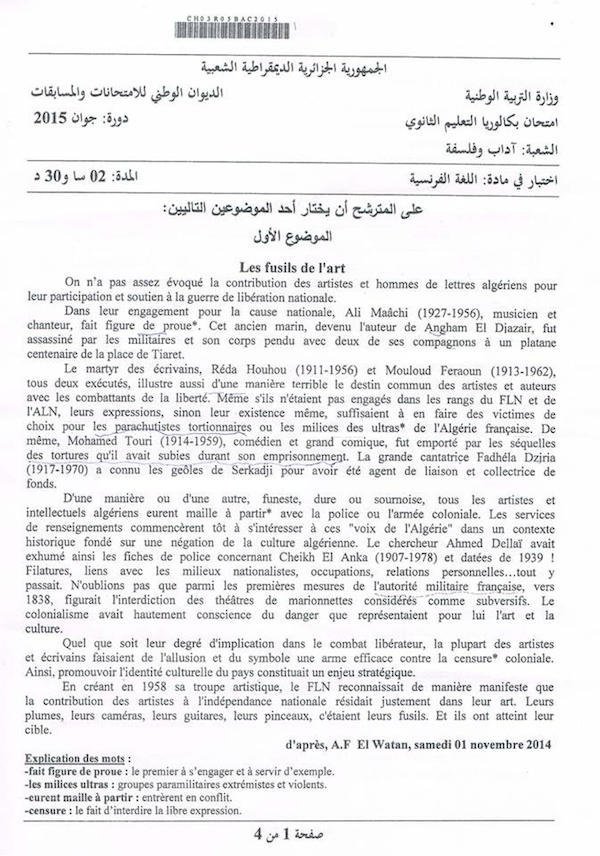 CH03R05BAC2015
الجمهورية الجزائرية الديمقراطية الشعبية
وزارة التربية الوطنية
الديوان الوطني للامتحانات والمسابقات
امتحان بكالوريا التعليم الثانوي
دورة: جوان 2015
الشعبة: آداب وفلسفة
اختبار في مادة: اللغة الفرنسية
المدة: 02 سا و30 د
على المترشح أن يختار أحد الموضوعين التاليين:
الموضوع الأول
Les fusils de l'art
On n'a pas assez évoqué la contribution des artistes et hommes de lettres algériens pour
leur participation et soutien à la guerre de libération nationale.
Dans leur engagement pour la cause nationale, Ali Maâchi (1927-1956), musicien et
chanteur, fait figure de proue*. Cet ancien marin, devenu l'auteur de Angham El Djazair, fut
assassiné par les militaires et son corps pendu avec deux de ses compagnons à un platane
centenaire de la place de Tiaret.
Le martyr des écrivains, Réda Houhou (1911-1956) et Mouloud Feraoun (1913-1962),
tous deux exécutés, illustre aussi d'une manière terrible le destin commun des artistes et auteurs
avec les combattants de la liberté. Même s'ils n'étaient pas engagés dans les rangs du FLN et de
l'ALN, leurs expressions, sinon leur existence même, suffisaient à en faire des victimes de
choix pour les parachutistes tortionnaires ou les milices des ultras* de l'Algérie française. De
même, Mohamed Touri (1914-1959), comédien et grand comique, fut emporté par les séquelles
des tortures qu'il avait subies durant son emprisonnement. La grande cantatrice Fadhéla Dziria
(1917-1970) a connu les geôles de Serkadji pour avoir été agent de liaison et collectrice de
fonds.
D'une manière ou d'une autre, funeste, dure ou sournoise, tous les artistes et
intellectuels algériens eurent maille à partir* avec la police ou l'armée coloniale. Les services
de renseignements commencèrent tôt à s'intéresser à ces "voix de l'Algérie" dans un contexte
historique fondé sur une négation de la culture algérienne. Le chercheur Ahmed Dellaï avait
exhumé ainsi les fiches de police concernant Cheikh El Anka (1907-1978) et datées de 1939 !
Filatures, liens avec les milieux nationalistes, occupations, relations personnelles...tout y
passait. N'oublions pas que parmi les premières mesures de l'autorité militaire française, vers
1838, figurait l'interdiction des théâtres de marionnettes considérés comme subversifs. Le
colonialisme avait hautement conscience du danger que représentaient pour lui l'art et la
culture.
Quel que soit leur degré d'implication dans le combat libérateur, la plupart des artistes
et écrivains faisaient de l'allusion et du symbole une arme efficace contre la censure* coloniale.
Ainsi, promouvoir l'identité culturelle du pays constituait un enjeu stratégique.
En créant en 1958 sa troupe artistique, le FLN reconnaissait de manière manifeste que
la contribution des artistes à l'indépendance nationale résidait justement dans leur art. Leurs
plumes, leurs caméras, leurs guitares, leurs pinceaux, c'étaient leurs fusils. Et ils ont atteint leur
cible.
d'après, A.F El Watan, samedi 01 novembre 2014
Explication des mots :
-fait figure de proue : le premier à s'engager et à servir d'exemple.
-les milices ultras : groupes paramilitaires extrémistes et violents.
-eurent maille à partir : entrèrent en conflit.
-censure : le fait d'interdire la libre expression.
صفحة 1 من 4